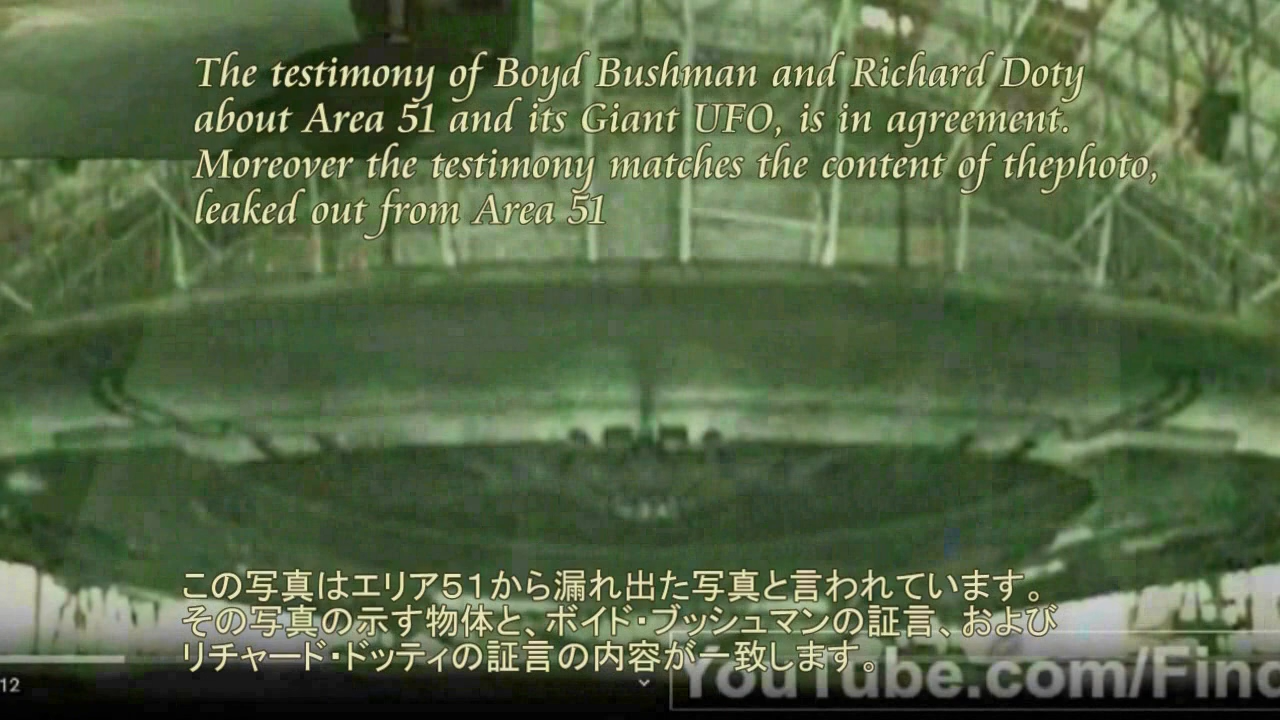 The testimony of Boyd Bushman and Richard Doty
about Area 51 and its Giant UFO, is in agreement.
Moreover the testimony matches the content of thephoto,
leaked out from Area 51
この写真はエリア５１から漏れ出た写真と言われています。
その写真の示す物体と、ボイド・ブッシュマンの証言、および
リチャード・ドッティの証言の内容が一致します。
12
YouTube.com/Find